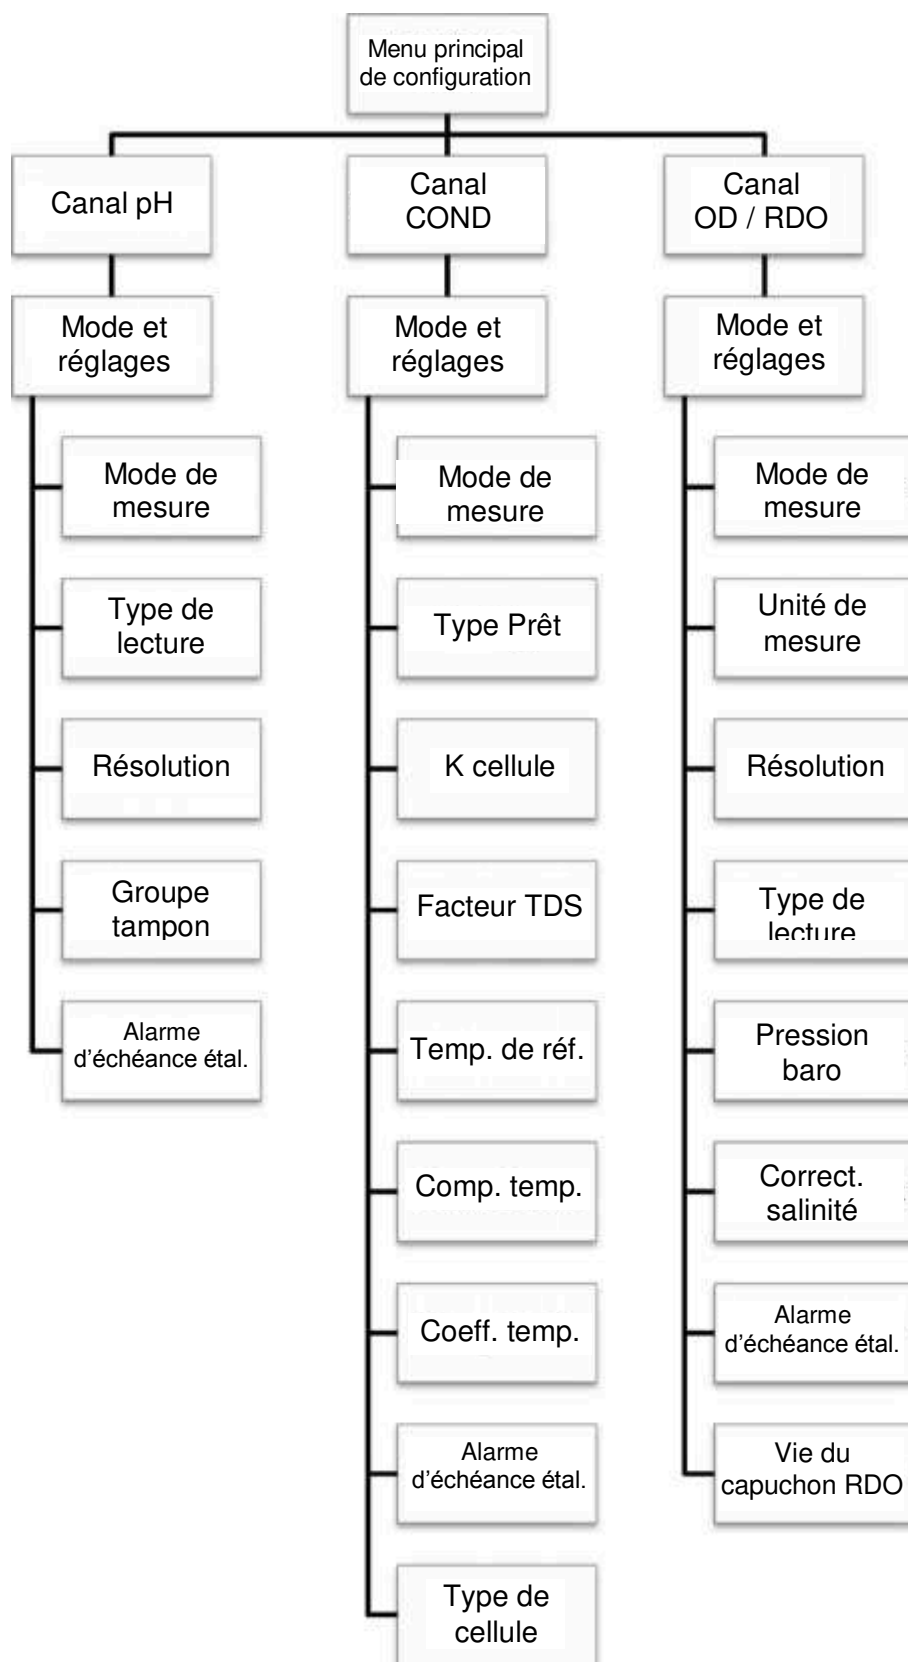 Menu principal
de configuration
Canal pH
Canal
COND
Canal
OD / RDO
Mode et
réglages
Mode et
réglages
Mode et
réglages
Mode de
mesure
Type de
lecture
Résolution
Groupe
tampon
Alarme
d'échéance étal.
Mode de
mesure
Type Prêt
K cellule
Facteur TDS
Temp. de réf.
Comp. temp.
Coeff. temp.
Alarme
d'échéance étal.
Type de
cellule
Mode de
mesure
Unité de
mesure
Résolution
Type de
lecture
Pression
baro
Correct.
salinité
Alarme
d'échéance étal.
Vie du
capuchon RDO